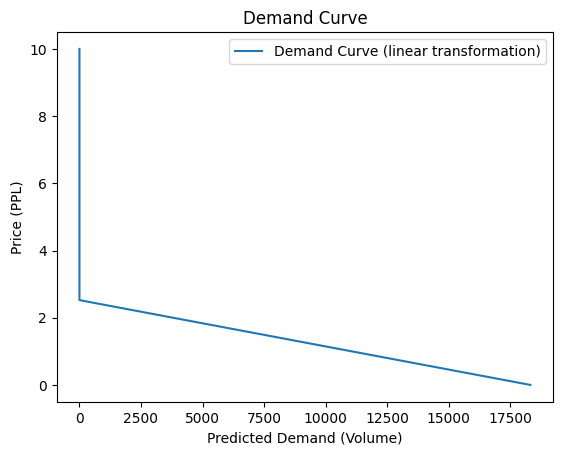 Demand Curve
Demand Curve (linear transformation)
Price (PPL)
10
8
6
4
2
0
0 2500 5000 7500 10000 12500 15000 17500
Predicted Demand (Volume)